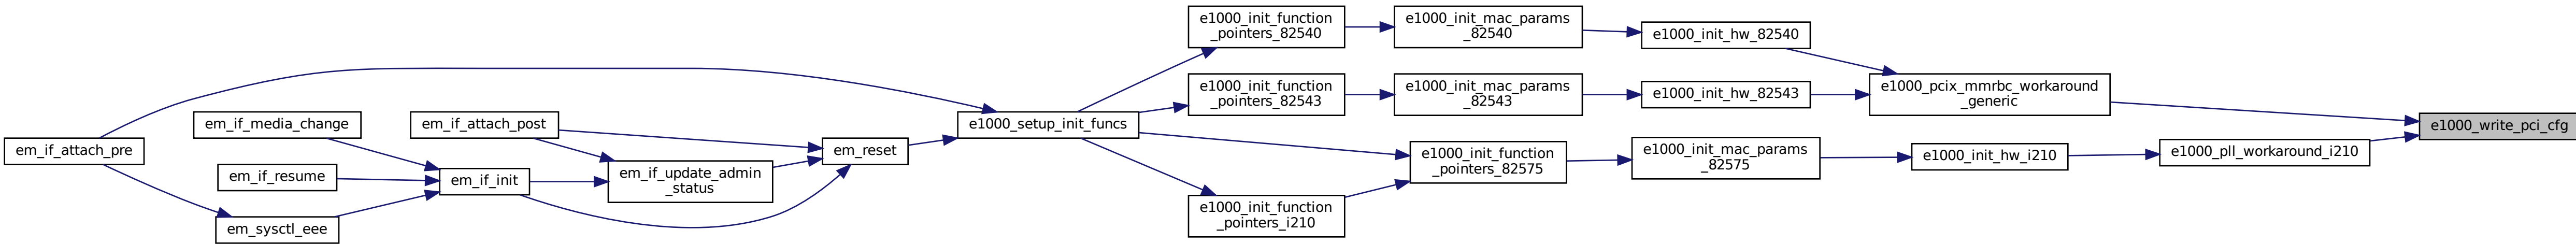 em_if_attach_pre
em_if_media_change
em_if_resume
em_sysctl_eee
em_if_attach_post
em_if_init
em_if_update_admin
_status
em_reset
e1000_setup_init_funcs
e1000_init_function
_pointers_82540
e1000_init_function
_pointers_82543
e1000_init_function
_pointers_i210
e1000_init_mac_params
_82540
e1000_init_mac_params
_82543
e1000_init_function
_pointers_82575
e1000_init_hw_82540
e1000_init_hw_82543
e1000_init_mac_params
_82575
e1000_pcix_mmrbc_workaround
_generic
e1000_init_hw_i210
e1000_pll_workaround_i210
e1000_write_pci_cfg